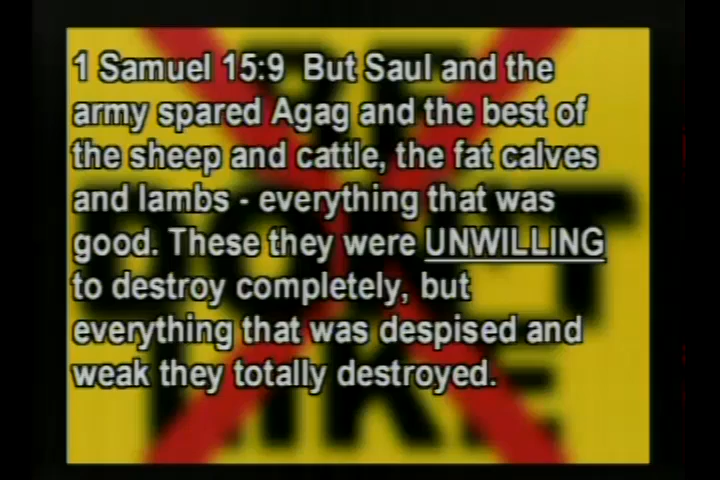 1 Samuel 15:9 But Saul and the
army spared Agag and the best of
the sheep and cattle, the fat calves
and lambs - everything that was
good. These they were UNWILLING
to destroy completely, but
everything that was despised and
weak they totally destroyed.